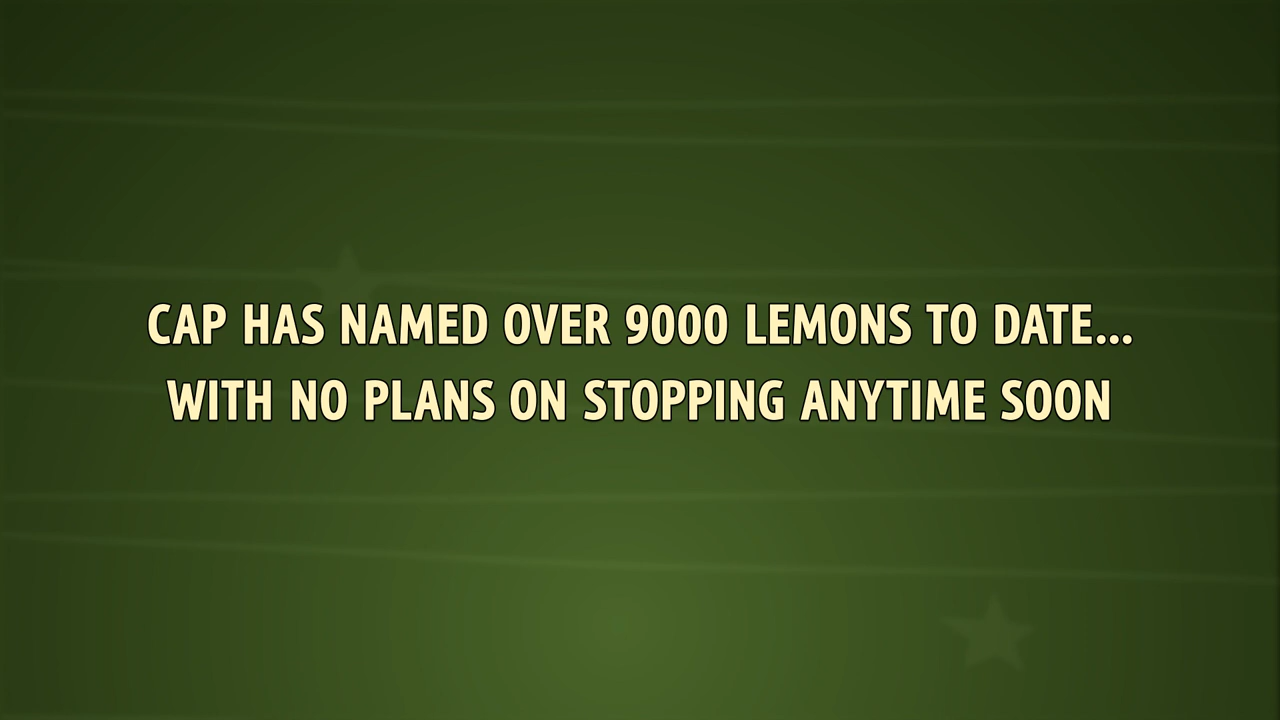 CAP HAS NAMED OVER 9000 LEMONS TO DATE...
WITH NO PLANS ON STOPPING ANYTIME SOON